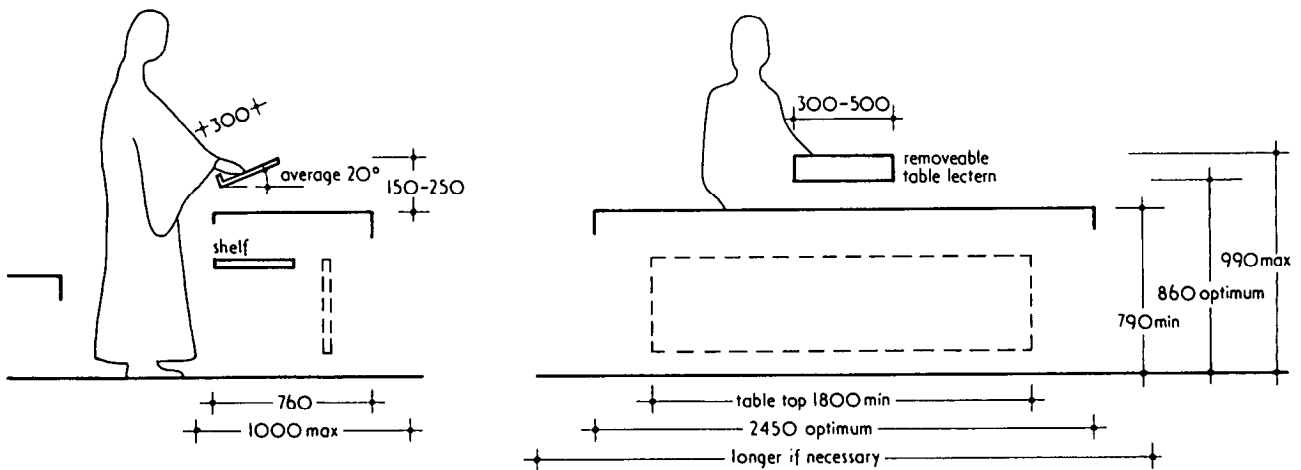 +300+
average 20°
150-250
shelf
760
1000 max
300-500
removeable
table lectern
990 max
860 optimum
790 min
table top 1800 min
2450 optimum
longer if necessary